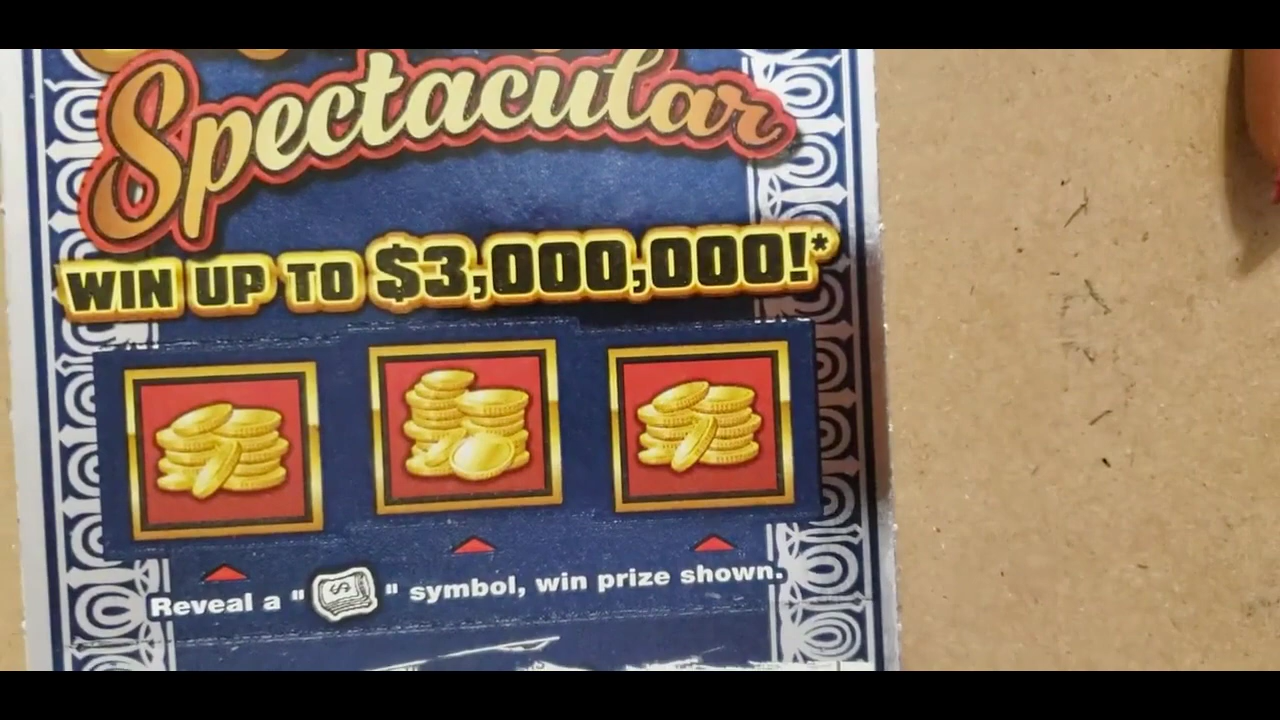 Spectacular
WIN UP TO $3,000,000!*
Reveal a " $ " symbol, win prize shown.